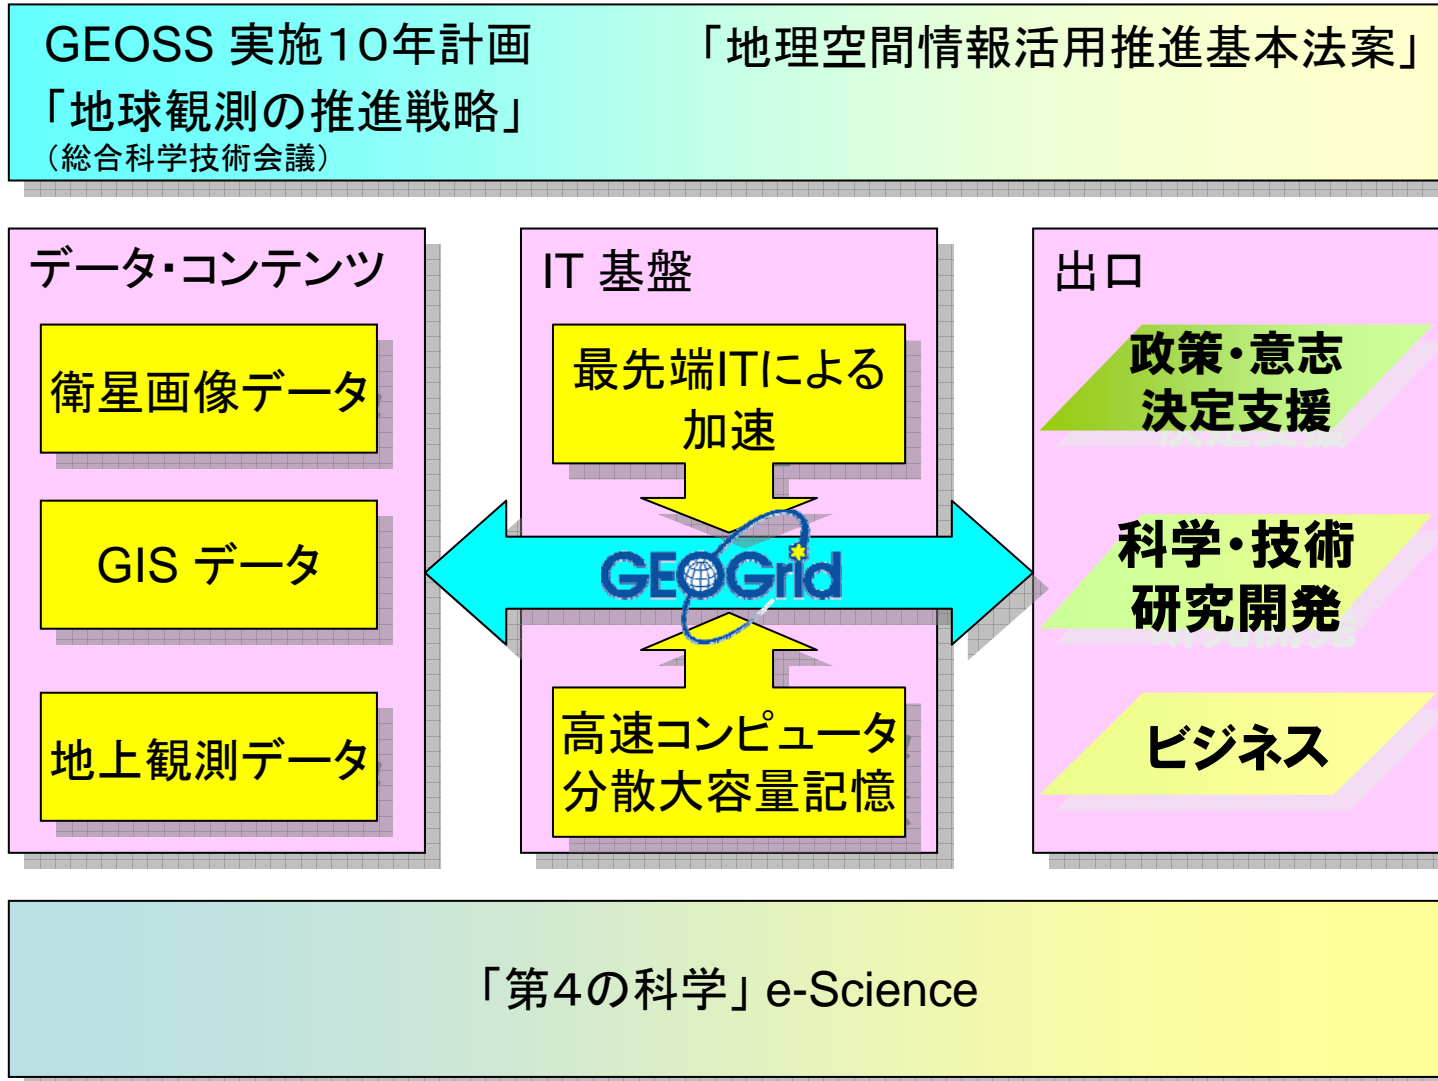 GEOSS 実施１０年計画
「地理空間情報活用推進基本法案」
「地球観測の推進戦略」
（総合科学技術会議）
データ・コンテンツ
衛星画像データ
GIS データ
地上観測データ
IT 基盤
最先端ITによる
加速
GEOGrid
高速コンピュータ
分散大容量記憶
出口
政策・意志
決定支援
科学・技術
研究開発
ビジネス
「第４の科学」 e-Science